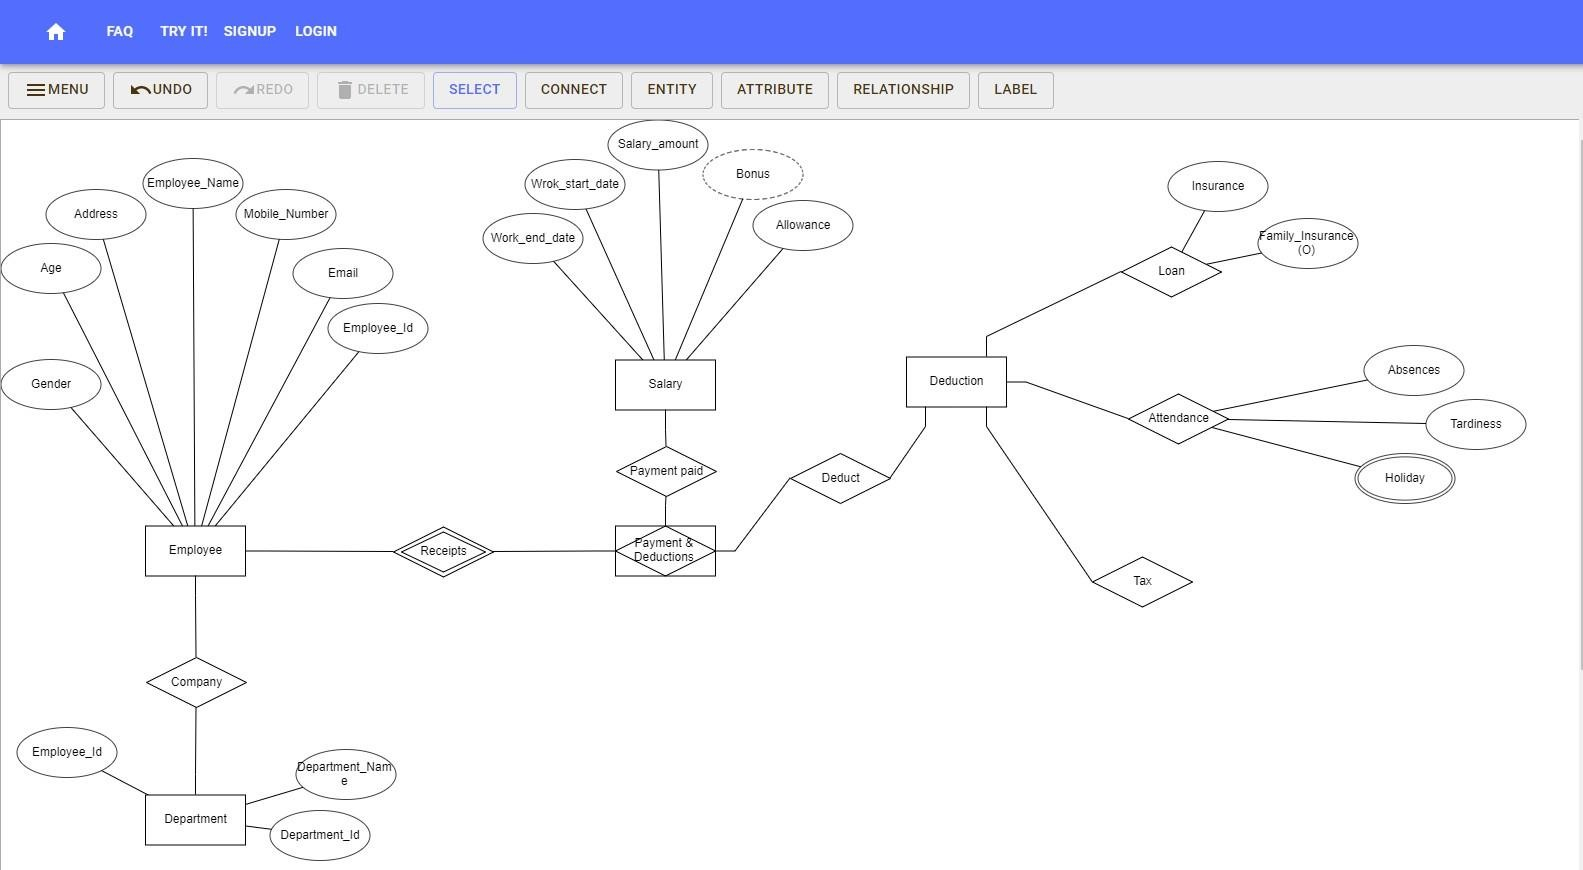 FAQ TRY IT! SIGNUP LOGIN
MENU UNDO REDO DELETE SELECT CONNECT ENTITY ATTRIBUTE RELATIONSHIP LABEL
Salary_amount
Employee_Name
Wrok_start_date
Bonus
Insurance
Address
Mobile_Number
Allowance
Work_end_date
Family_Insurance
(O)
Age
Email
Loan
Employee_Id
Gender
Salary
Deduction
Absences
Attendance
Tardiness
Payment paid
Deduct
Holiday
Employee
Receipts
Payment &
Deductions
Tax
Company
Employee_Id
Department_Nam
e
Department
Department_Id